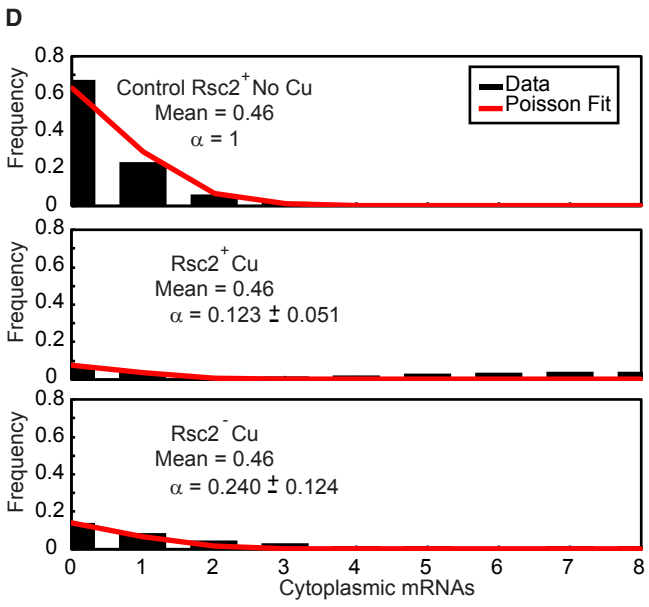 D
0.8
0.6
0.4
0.2
0
Frequency
Control Rsc2⁺ No Cu
Mean = 0.46
α = 1
Data
Poisson Fit
0.8
0.6
0.4
0.2
0
Frequency
Rsc2⁺ Cu
Mean = 0.46
α = 0.123 ± 0.051
0.8
0.6
0.4
0.2
0
Frequency
Rsc2⁻ Cu
Mean = 0.46
α = 0.240 ± 0.124
0 1 2 3 4 5 6 7 8
Cytoplasmic mRNAs